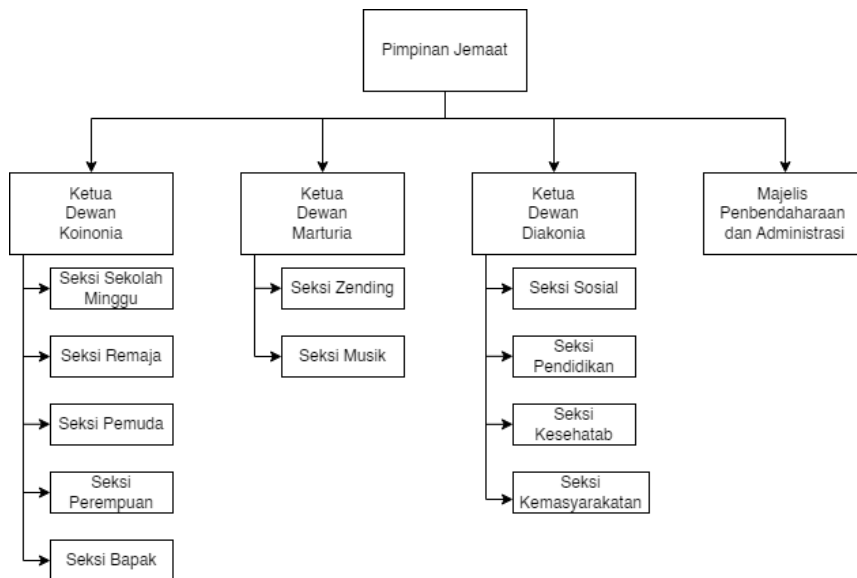 Pimpinan Jemaat
Ketua
Dewan
Koinonia
Ketua
Dewan
Marturia
Ketua
Dewan
Diakonia
Majelis
Penbendaharaan
dan Administrasi
Seksi Sekolah
Minggu
Seksi Remaja
Seksi Pemuda
Seksi
Perempuan
Seksi Bapak
Seksi Zending
Seksi Musik
Seksi Sosial
Seksi
Pendidikan
Seksi
Kesehatab
Seksi
Kemasyarakatan